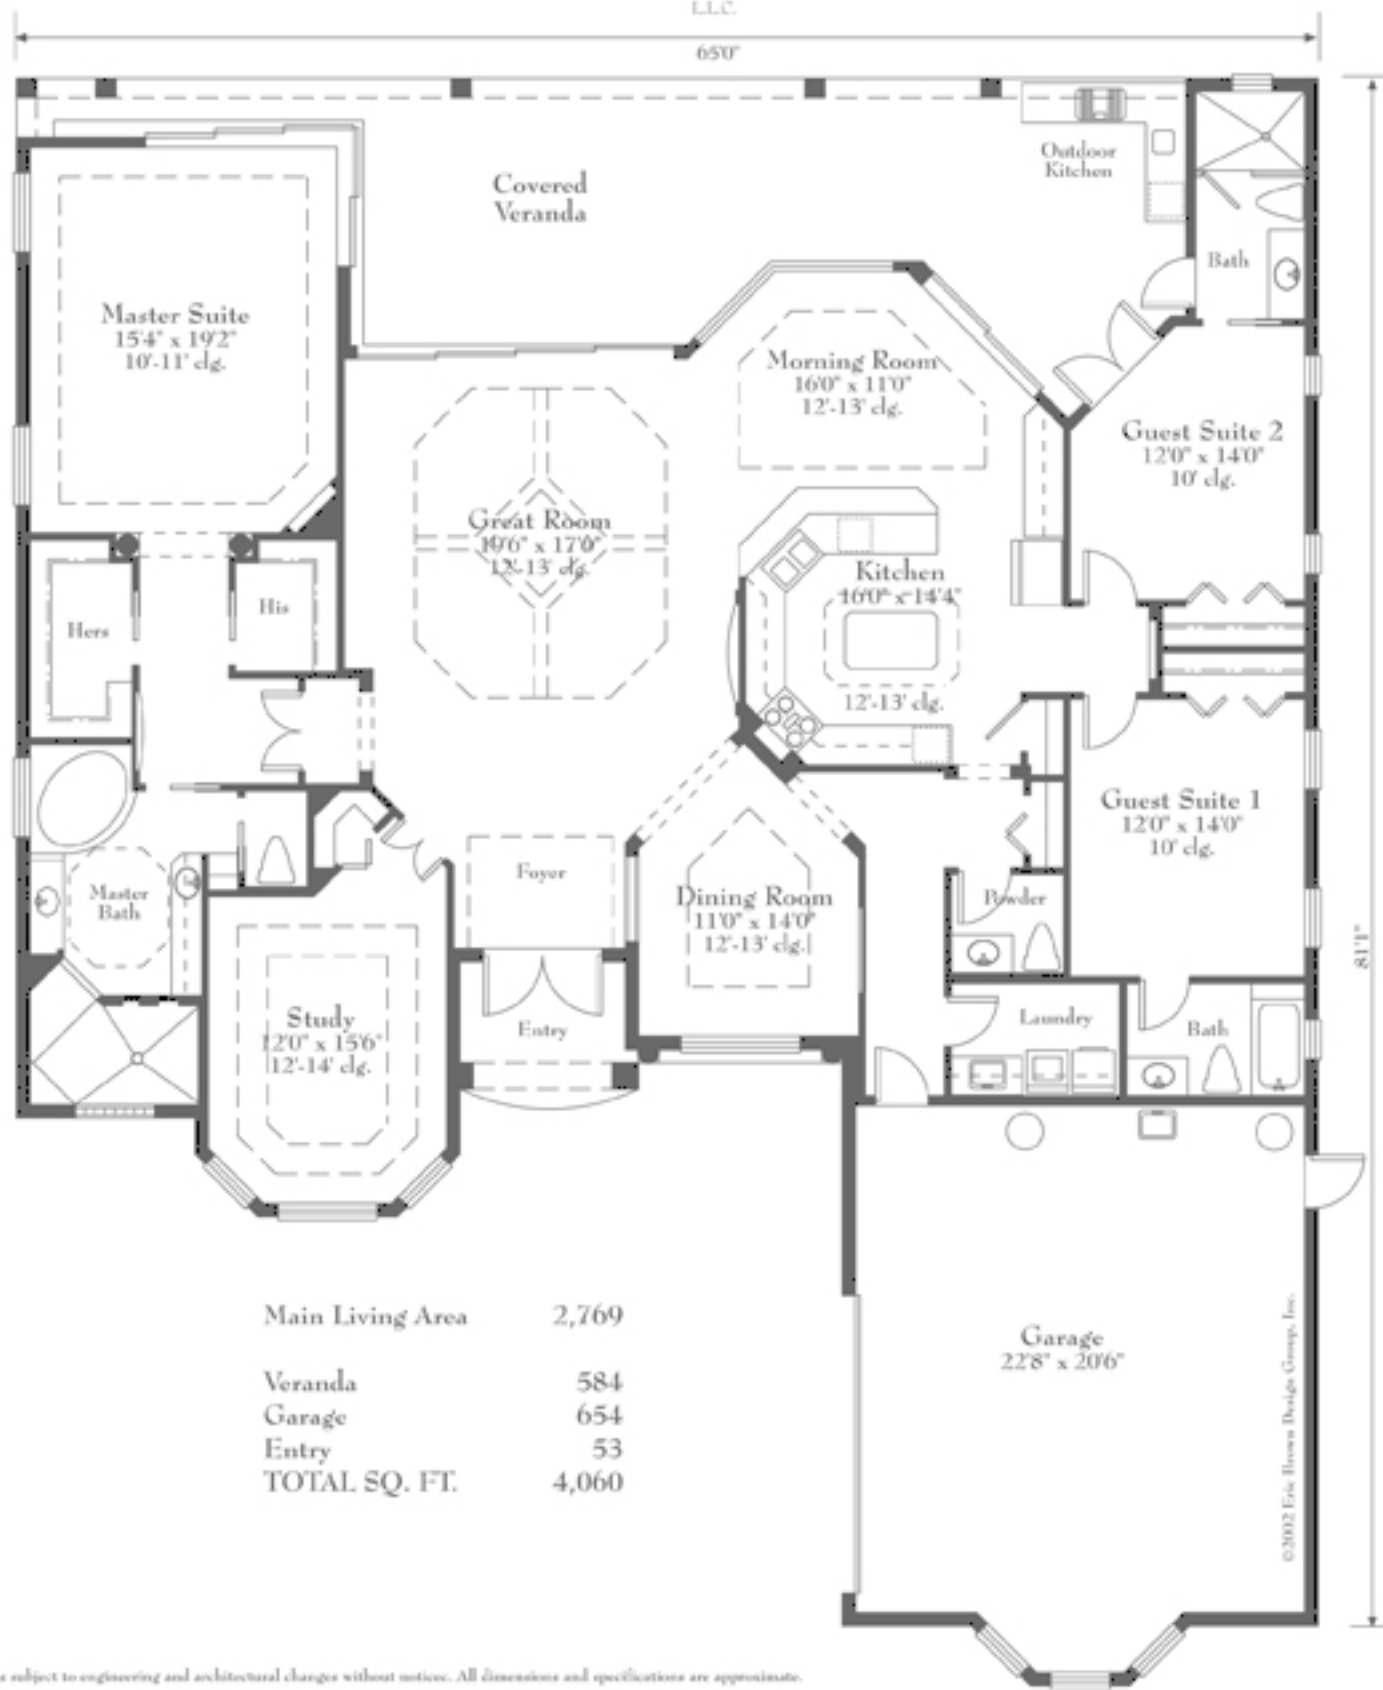 L.L.C.
65'0"
Covered
Veranda
Outdoor
Kitchen
Bath
Master Suite
15'4" x 19'2"
10'-11' clg.
Morning Room
16'0" x 11'0"
12'-13' clg.
Guest Suite 2
12'0" x 14'0"
10' clg.
Great Room
19'6" x 17'0"
12'-13' clg.
Kitchen
16'0" x 14'4"
12'-13' clg.
Hers
His
Guest Suite 1
12'0" x 14'0"
10' clg.
Foyer
Master
Bath
Dining Room
11'0" x 14'0"
12'-13' clg.
Powder
81'1"
Study
12'0" x 15'6"
12'-14' clg.
Entry
Laundry
Bath
Main Living Area 2,769
Veranda 584
Garage 654
Entry 53
TOTAL SQ. FT. 4,060
Garage
22'8" x 20'6"
©2002 Eric Brown Design Group, Inc.
s subject to engineering and architectural changes without noticec. All dimensions and specifications are approximate.